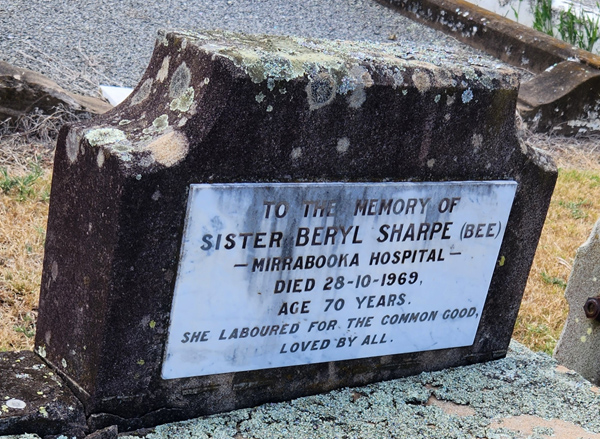 TO THE MEMORY OF
SISTER BERYL SHARPE (BEE)
— MIRRABOOKA HOSPITAL —
DIED 28-10-1969,
AGE 70 YEARS.
SHE LABOURED FOR THE COMMON GOOD,
LOVED BY ALL.